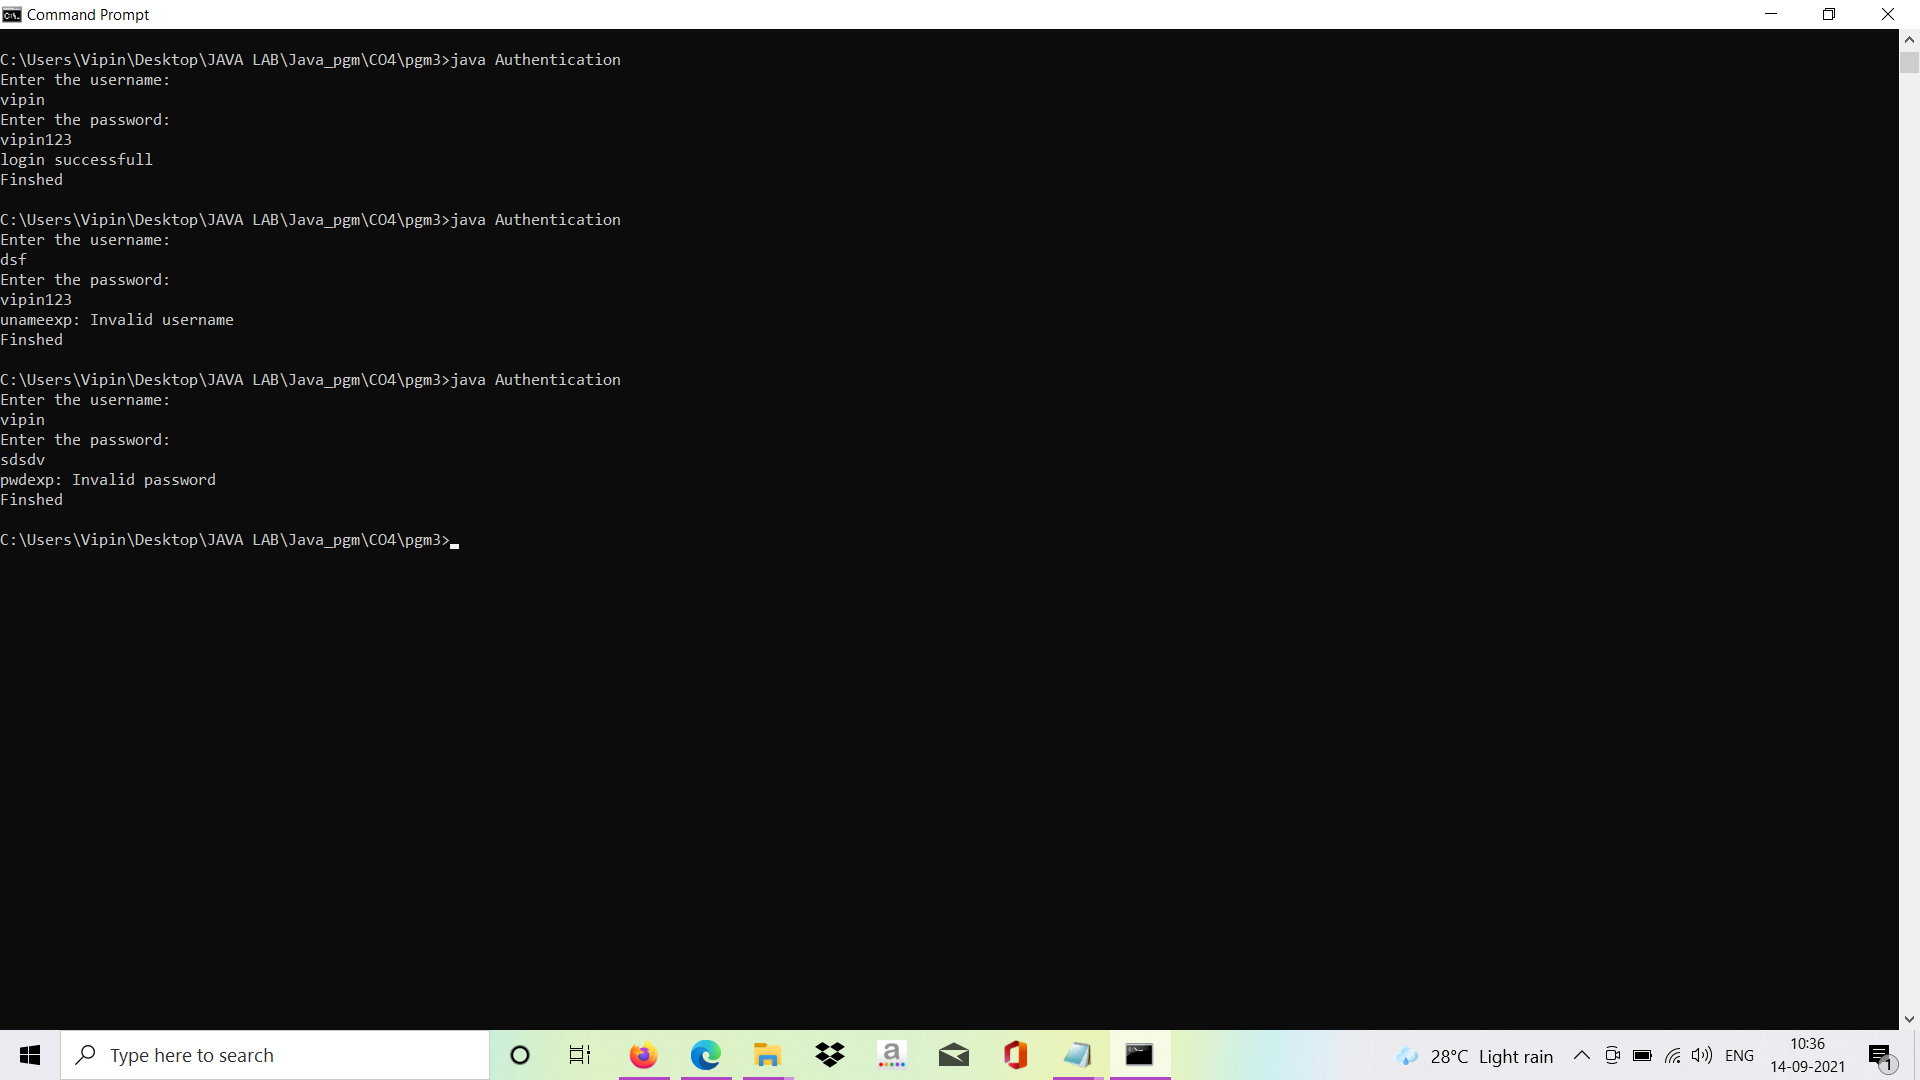 Command Prompt
C:\Users\Vipin\Desktop\JAVA LAB\Java_pgm\CO4\pgm3>java Authentication
Enter the username:
vipin
Enter the password:
vipin123
login successfull
Finshed
C:\Users\Vipin\Desktop\JAVA LAB\Java_pgm\CO4\pgm3>java Authentication
Enter the username:
dsf
Enter the password:
vipin123
unameexp: Invalid username
Finshed
C:\Users\Vipin\Desktop\JAVA LAB\Java_pgm\CO4\pgm3>java Authentication
Enter the username:
vipin
Enter the password:
sdsdv
pwdexp: Invalid password
Finshed
C:\Users\Vipin\Desktop\JAVA LAB\Java_pgm\CO4\pgm3>
Type here to search
a
28°C Light rain
ENG
10:36
14-09-2021
1